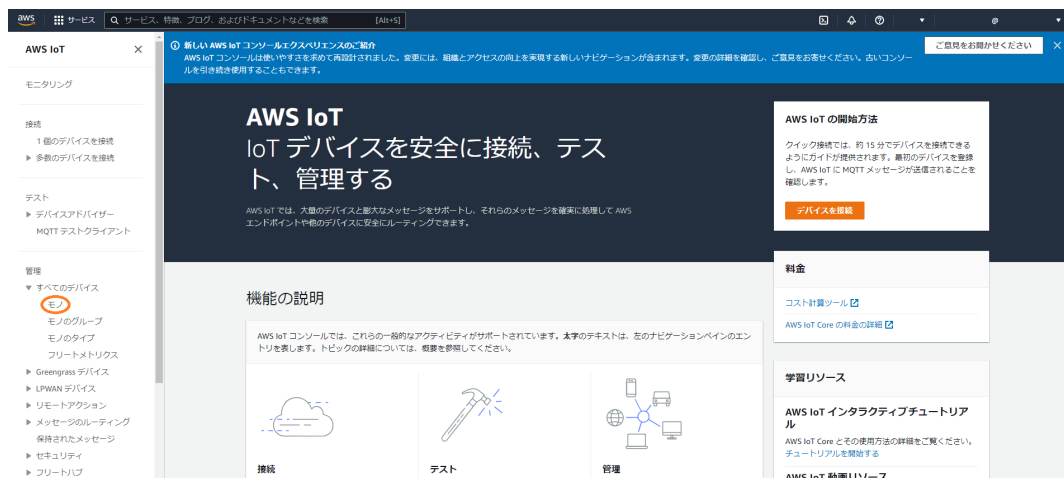 aws サービス サービス、特徴、ブログ、およびドキュメントなどを検索 [Alt+S] @
AWS IoT
モニタリング
接続
1 個のデバイスを接続
多数のデバイスを接続
テスト
デバイスアドバイザー
MQTT テストクライアント
管理
すべてのデバイス
モノ
モノのグループ
モノのタイプ
フリートメトリクス
Greengrass デバイス
LPWAN デバイス
リモートアクション
メッセージのルーティング
保持されたメッセージ
セキュリティ
フリートハブ
新しい AWS IoT コンソールエクスペリエンスのご紹介
AWS IoT コンソールは使いやすさを求めて再設計されました。変更には、組織とアクセスの向上を実現する新しいナビゲーションが含まれます。変更の詳細を確認し、ご意見をお寄せください。古いコンソー
ルを引き続き使用することもできます。
ご意見をお聞かせください
AWS IoT
IoT デバイスを安全に接続、テス
ト、管理する
AWS IoT では、大量のデバイスと膨大なメッセージをサポートし、それらのメッセージを確実に処理して AWS
エンドポイントや他のデバイスに安全にルーティングできます。
機能の説明
AWS IoT コンソールでは、これらの一般的なアクティビティがサポートされています。太字のテキストは、左のナビゲーションペインのエン
トリを表します。トピックの詳細については、概要を参照してください。
接続
テスト
管理
AWS IoT の開始方法
クイック接続では、約 15 分でデバイスを接続できる
ようにガイドが提供されます。最初のデバイスを登録
し、AWS IoT に MQTT メッセージが送信されることを
確認します。
デバイスを接続
料金
コスト計算ツール
AWS IoT Core の料金の詳細
学習リソース
AWS IoT インタラクティブチュートリア
ル
AWS IoT Core とその使用方法の詳細をご覧ください。
チュートリアルを開始する
AWS IoT 動画リソース